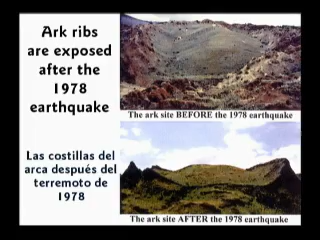 Ark ribs
are exposed
after the
1978
earthquake
The ark site BEFORE the 1978 earthquake
Las costillas del
arca después del
terremoto de
1978
The ark site AFTER the 1978 earthquake